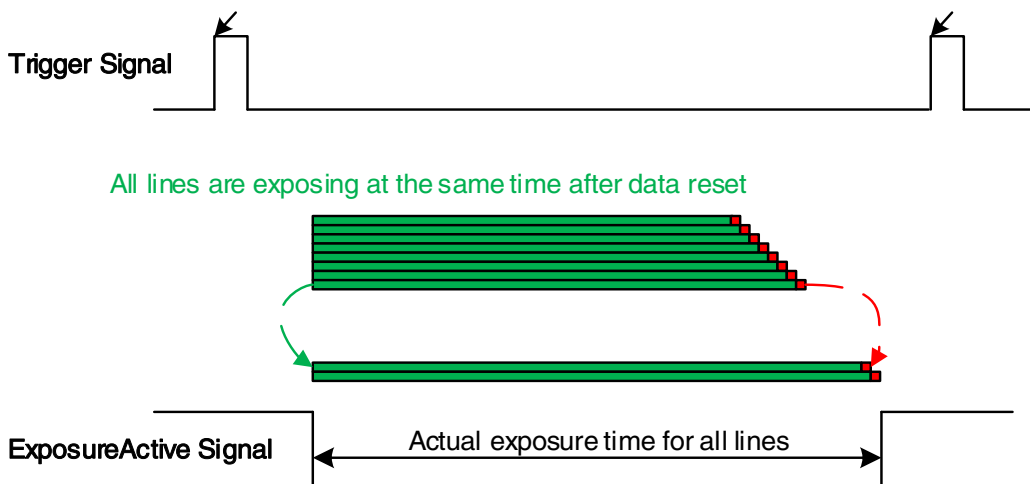 Trigger Signal
All lines are exposing at the same time after data reset
ExposureActive Signal
Actual exposure time for all lines